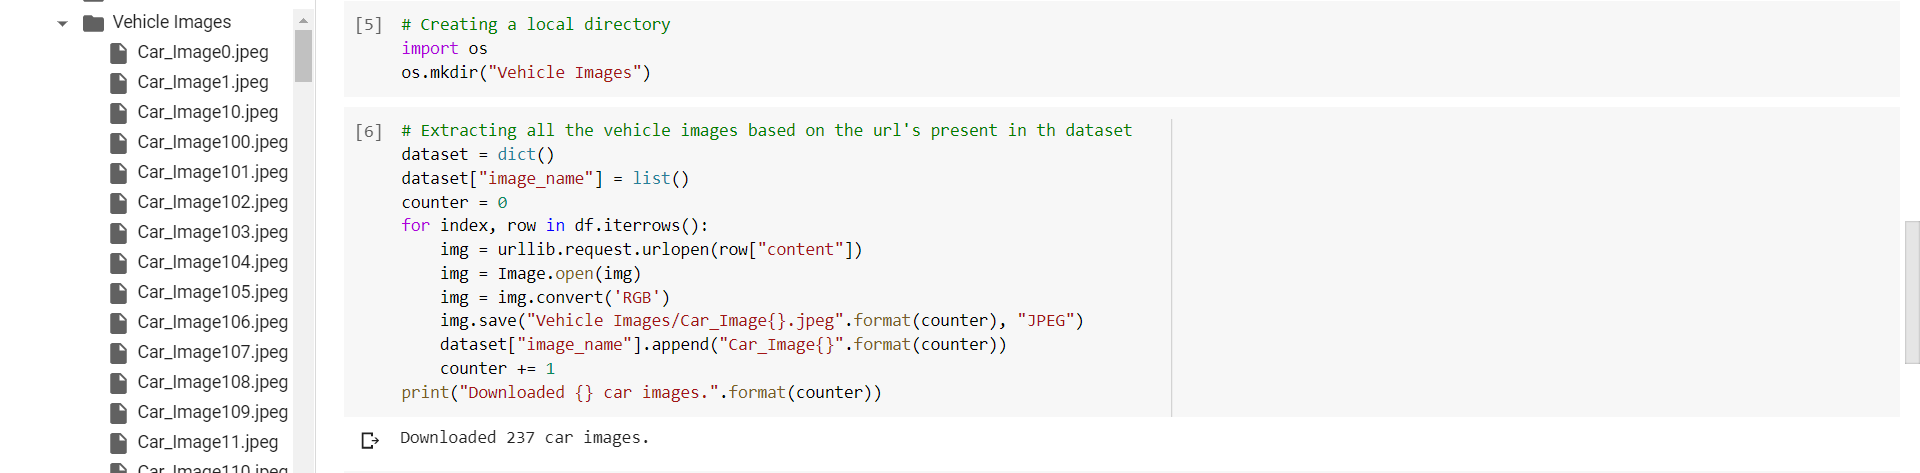 Vehicle Images
Car_Image0.jpeg
Car_Image1.jpeg
Car_Image10.jpeg
Car_Image100.jpeg
Car_Image101.jpeg
Car_Image102.jpeg
Car_Image103.jpeg
Car_Image104.jpeg
Car_Image105.jpeg
Car_Image106.jpeg
Car_Image107.jpeg
Car_Image108.jpeg
Car_Image109.jpeg
Car_Image11.jpeg
Car_Image110.jpeg
[5] # Creating a local directory
import os
os.mkdir("Vehicle Images")
[6] # Extracting all the vehicle images based on the url's present in th dataset
dataset = dict()
dataset["image_name"] = list()
counter = 0
for index, row in df.iterrows():
    img = urllib.request.urlopen(row["content"])
    img = Image.open(img)
    img = img.convert('RGB')
    img.save("Vehicle Images/Car_Image{}.jpeg".format(counter), "JPEG")
    dataset["image_name"].append("Car_Image{}".format(counter))
    counter += 1
print("Downloaded {} car images.".format(counter))
Downloaded 237 car images.